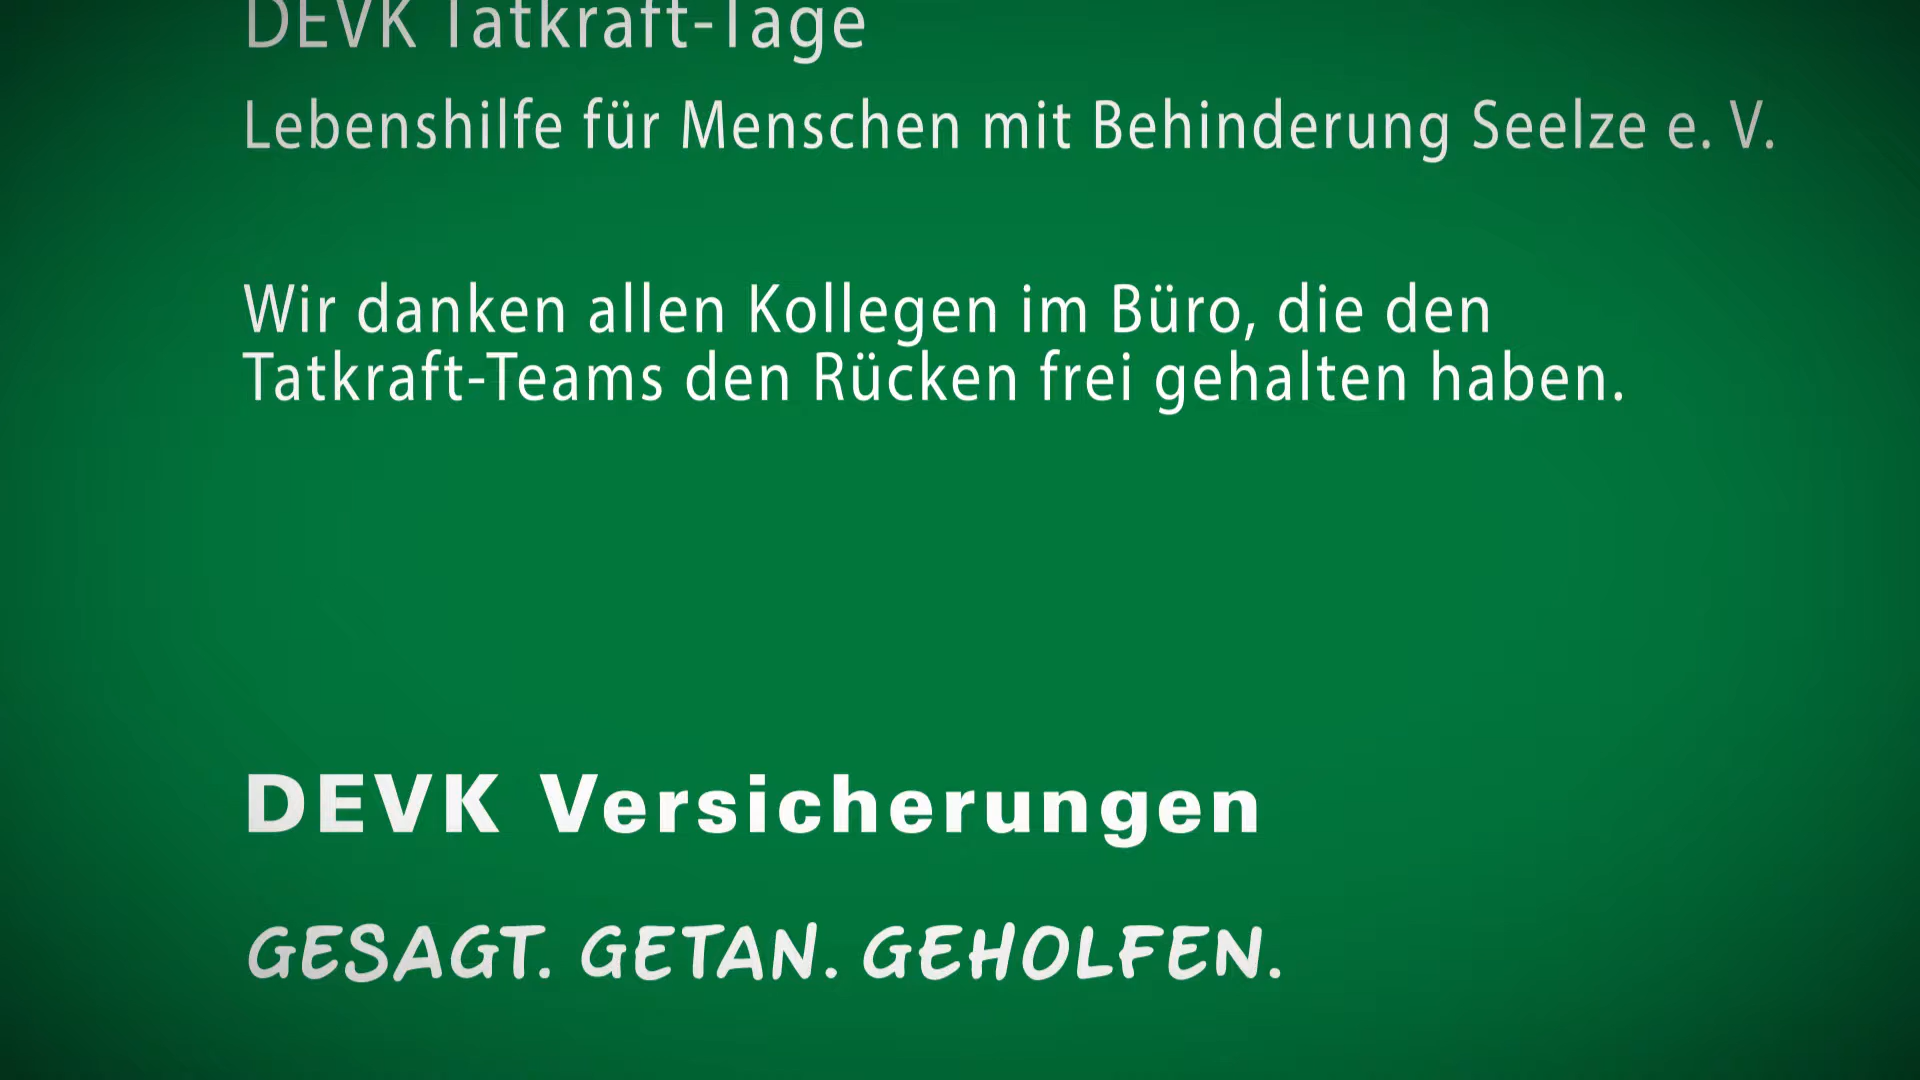 DEVK Tatkraft-Tage
Lebenshilfe für Menschen mit Behinderung Seelze e. V.
Wir danken allen Kollegen im Büro, die den
Tatkraft-Teams den Rücken frei gehalten haben.
DEVK Versicherungen
GESAGT. GETAN. GEHOLFEN.